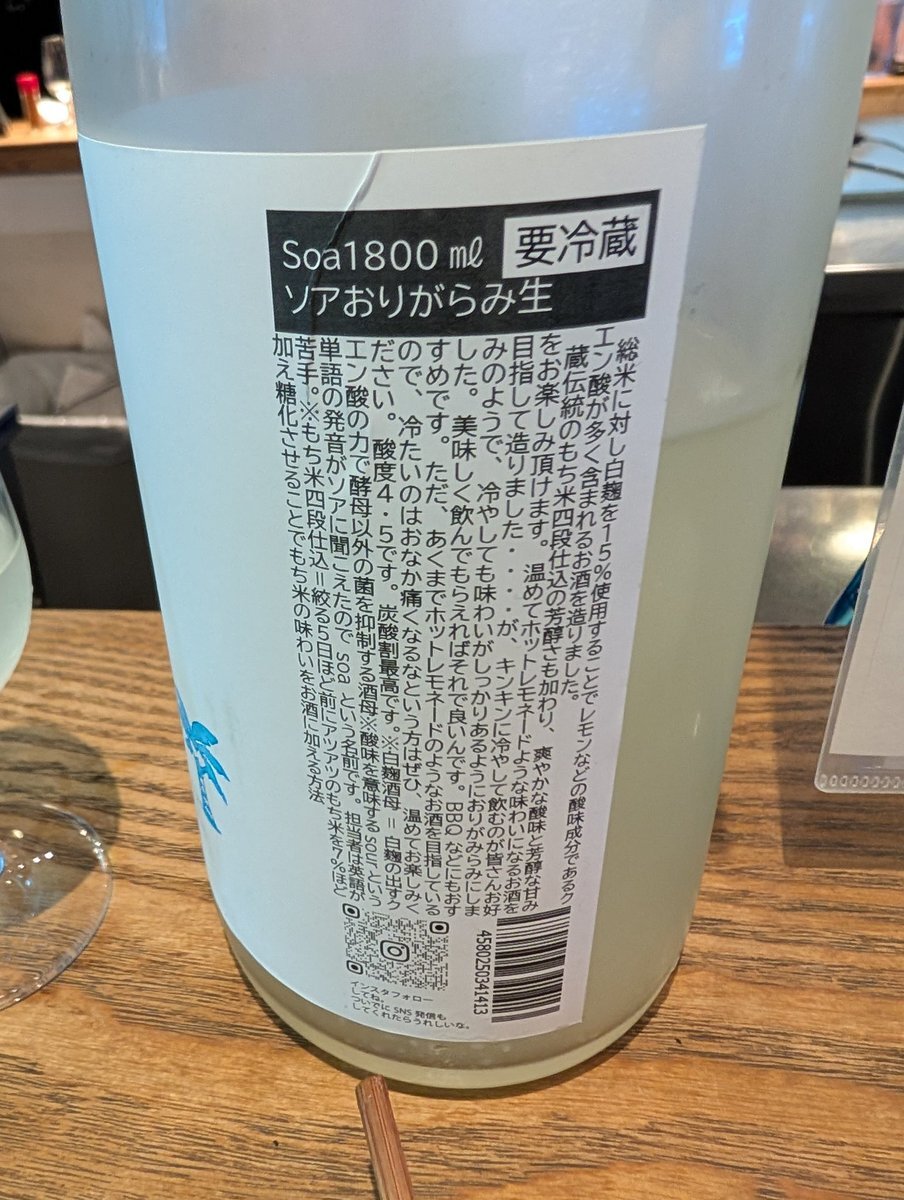 Soa1800㎖
要冷蔵
ソアおりがらみ生
総米に対し白麹を15%使用することでレモンなどの酸味成分であるク
エン酸が多く含まれるお酒を造りました。
蔵伝統のもち米四段仕込の芳醇さも加わり、爽やかな酸味と芳醇な甘み
をお楽しみ頂けます。温めてホットレモネードような味わいになるお酒を
目指して造りました・・・・が、キンキンに冷やして飲むのが皆さんお好
みのようで、冷やしても味わいがしっかりあるようにおりがみらみにしま
した。美味しく飲んでもらえればそれで良いんです。BBQなどにもおす
すめです。ただ、あくまでホットレモネードのようなお酒を目指している
ので、冷たいのはおなか痛くなるなという方はぜひ、温めてお楽しみく
ださい。酸度4・5です。炭酸割最高です。※白麹酒母＝白麹の出すク
エン酸の力で酵母以外の菌を抑制する酒母※酸味を意味するsourという
単語の発音がソアに聞こえたので soa という名前です。担当者は英語が
苦手。※もち米四段仕込＝絞る5日ほど前にアツアツのもち米を7%ほど
加え糖化させることでもち米の味わいをお酒に加える方法
4580250341413
インスタフォロー
してね。
ついでにSNS発信も
してくれたらうれしいな。